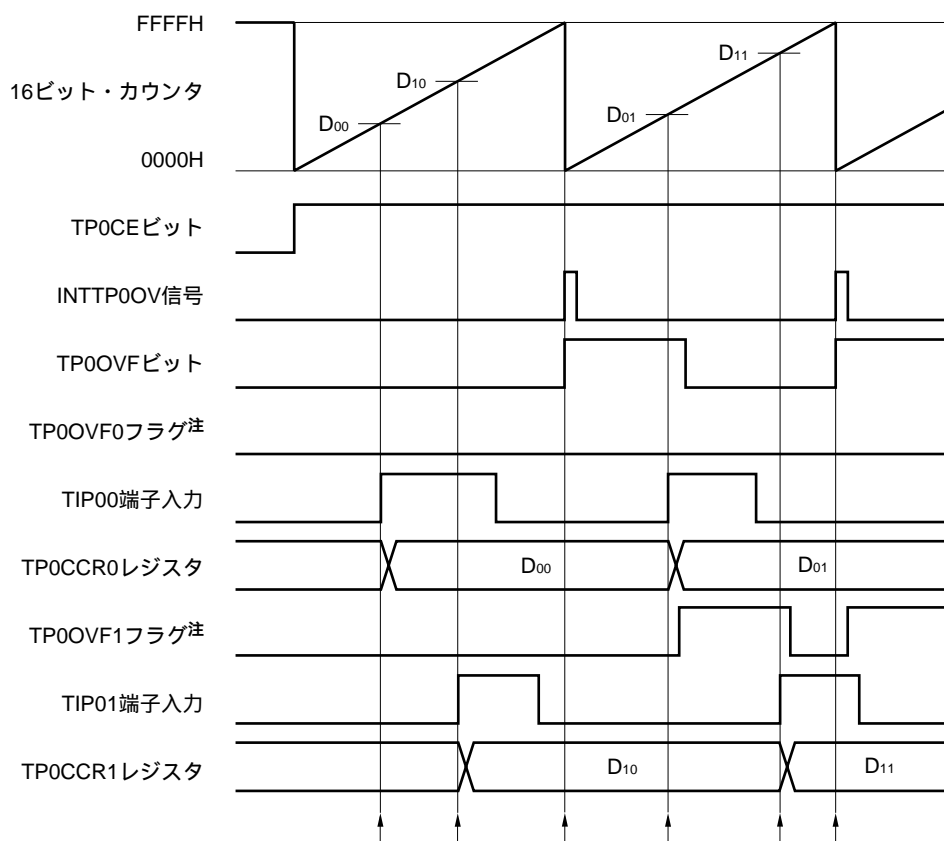 FFFFH
16ビット・カウンタ
0000H
D10
D00
D11
D01
TP0CEビット
INTTP0OV信号
TP0OVFビット
TP0OVF0フラグ注
TIP00端子入力
TP0CCR0レジスタ
D00
D01
TP0OVF1フラグ注
TIP01端子入力
TP0CCR1レジスタ
D10
D11